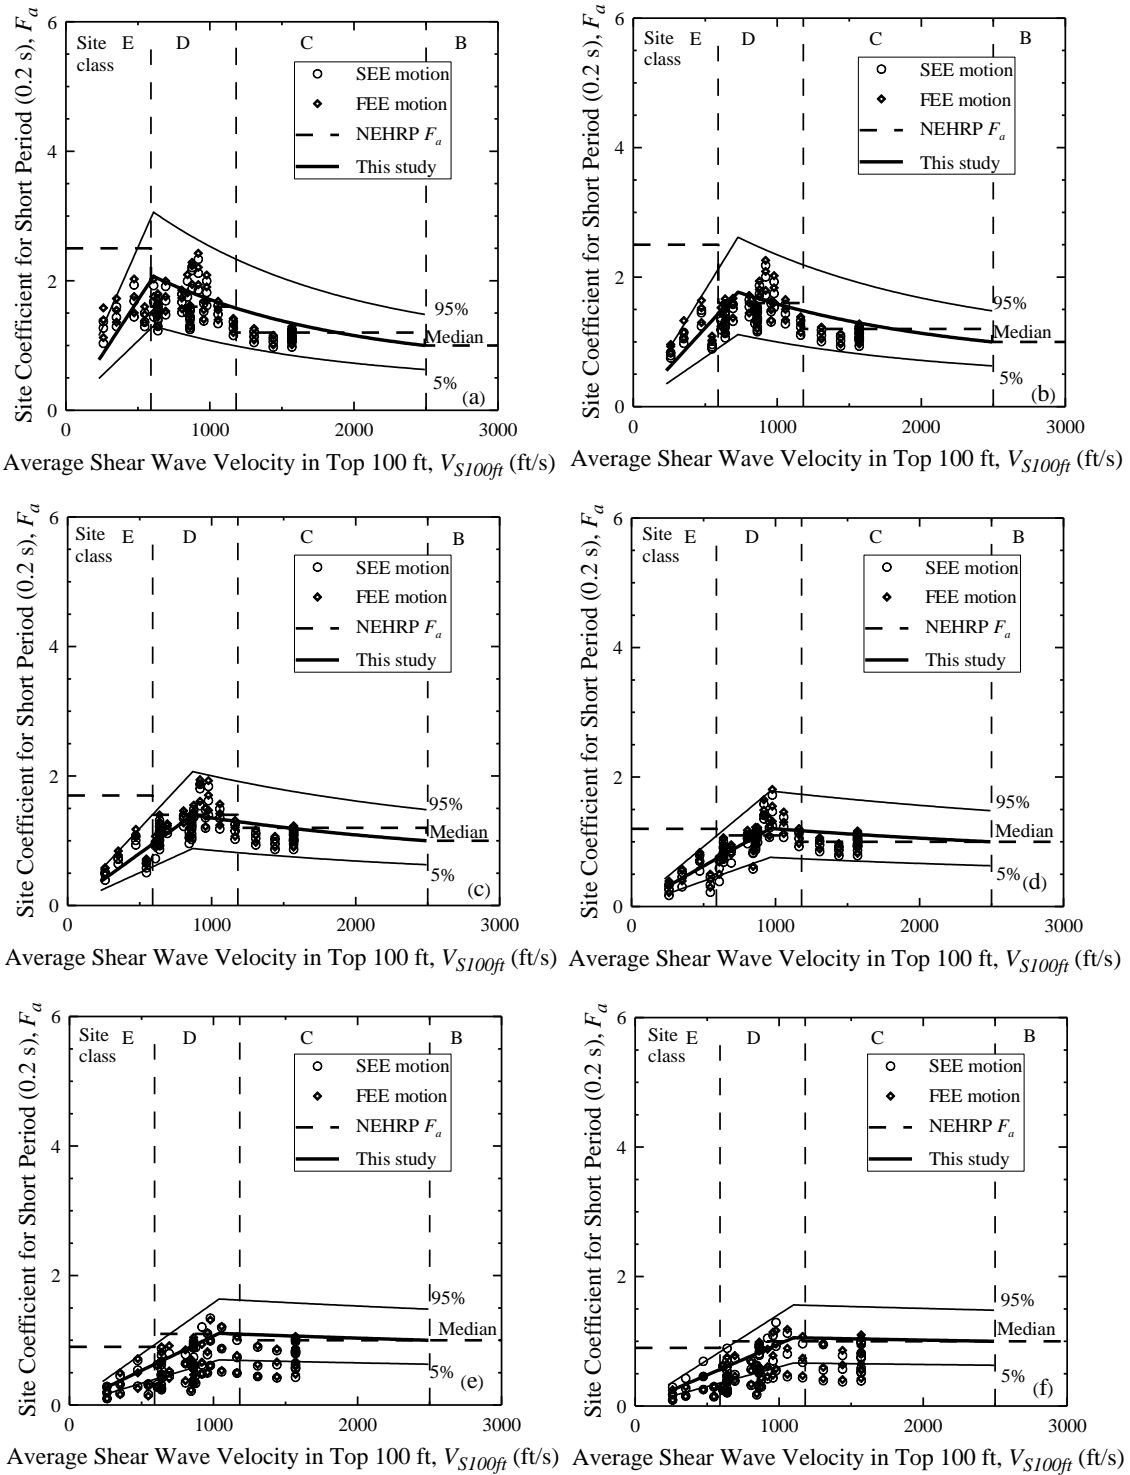 Site Coefficient for Short Period (0.2 s), Fa
6
4
2
0
Site class
E
D
C
B
SEE motion
FEE motion
NEHRP Fa
This study
95%
Median
5%
(a)
0 1000 2000 3000
Average Shear Wave Velocity in Top 100 ft, VS100ft (ft/s)
Site Coefficient for Short Period (0.2 s), Fa
6
4
2
0
Site class
E
D
C
B
SEE motion
FEE motion
NEHRP Fa
This study
95%
Median
5%
(b)
0 1000 2000 3000
Average Shear Wave Velocity in Top 100 ft, VS100ft (ft/s)
Site Coefficient for Short Period (0.2 s), Fa
6
4
2
0
Site class
E
D
C
B
SEE motion
FEE motion
NEHRP Fa
This study
95%
Median
5%
(c)
0 1000 2000 3000
Average Shear Wave Velocity in Top 100 ft, VS100ft (ft/s)
Site Coefficient for Short Period (0.2 s), Fa
6
4
2
0
Site class
E
D
C
B
SEE motion
FEE motion
NEHRP Fa
This study
95%
Median
5%
(d)
0 1000 2000 3000
Average Shear Wave Velocity in Top 100 ft, VS100ft (ft/s)
Site Coefficient for Short Period (0.2 s), Fa
6
4
2
0
Site class
E
D
C
B
SEE motion
FEE motion
NEHRP Fa
This study
95%
Median
5%
(e)
0 1000 2000 3000
Average Shear Wave Velocity in Top 100 ft, VS100ft (ft/s)
Site Coefficient for Short Period (0.2 s), Fa
6
4
2
0
Site class
E
D
C
B
SEE motion
FEE motion
NEHRP Fa
This study
95%
Median
5%
(f)
0 1000 2000 3000
Average Shear Wave Velocity in Top 100 ft, VS100ft (ft/s)